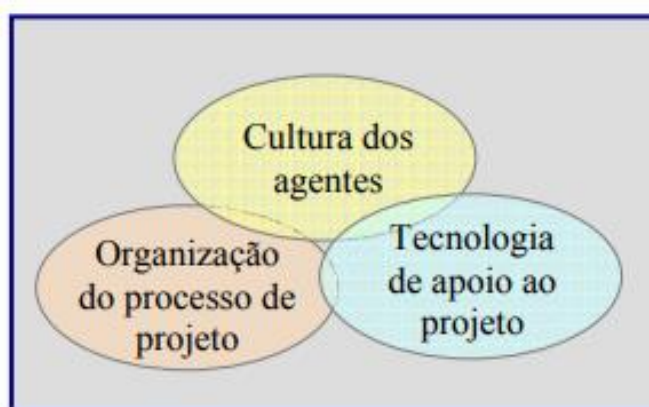 Cultura dos
agentes
Organização
do processo de
projeto
Tecnologia
de apoio ao
projeto